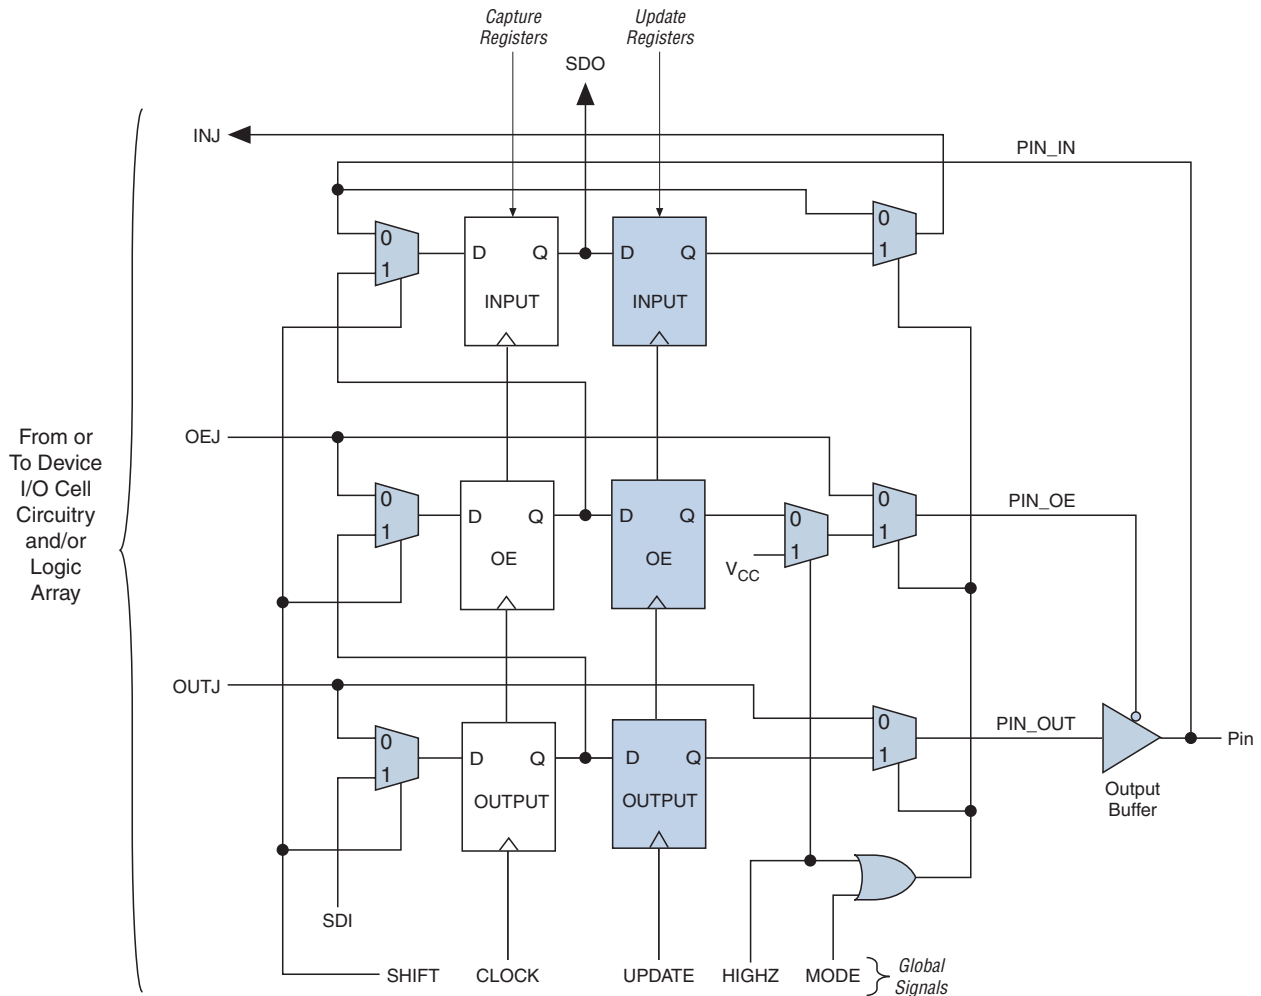 Capture
Registers
Update
Registers
SDO
INJ
PIN_IN
0
1
D Q
INPUT
D Q
INPUT
0
1
From or
To Device
I/O Cell
Circuitry
and/or
Logic
Array
OEJ
0
1
D Q
OE
D Q
OE
0
1
VCC
0
1
PIN_OE
OUTJ
0
1
D Q
OUTPUT
D Q
OUTPUT
0
1
PIN_OUT
Pin
Output
Buffer
SDI
SHIFT
CLOCK
UPDATE
HIGHZ
MODE
Global
Signals